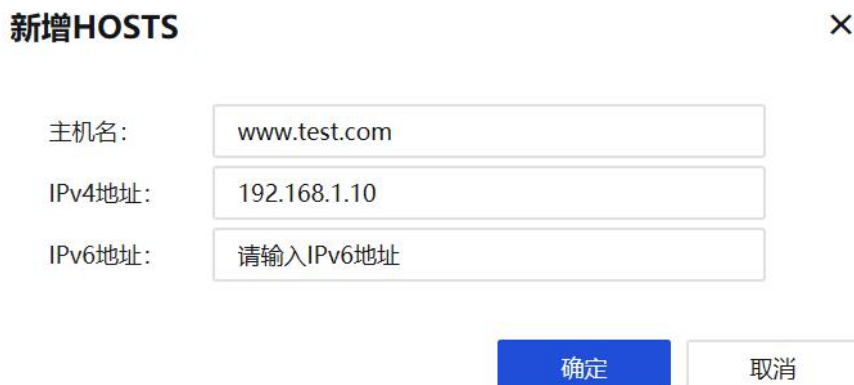 新增HOSTS ×
主机名： www.test.com
IPv4地址： 192.168.1.10
IPv6地址： 请输入IPv6地址
确定 取消